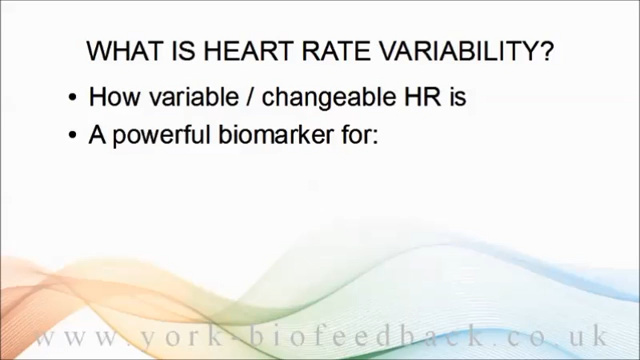 WHAT IS HEART RATE VARIABILITY?
• How variable / changeable HR is
• A powerful biomarker for:
www.york-biofeedback.co.uk